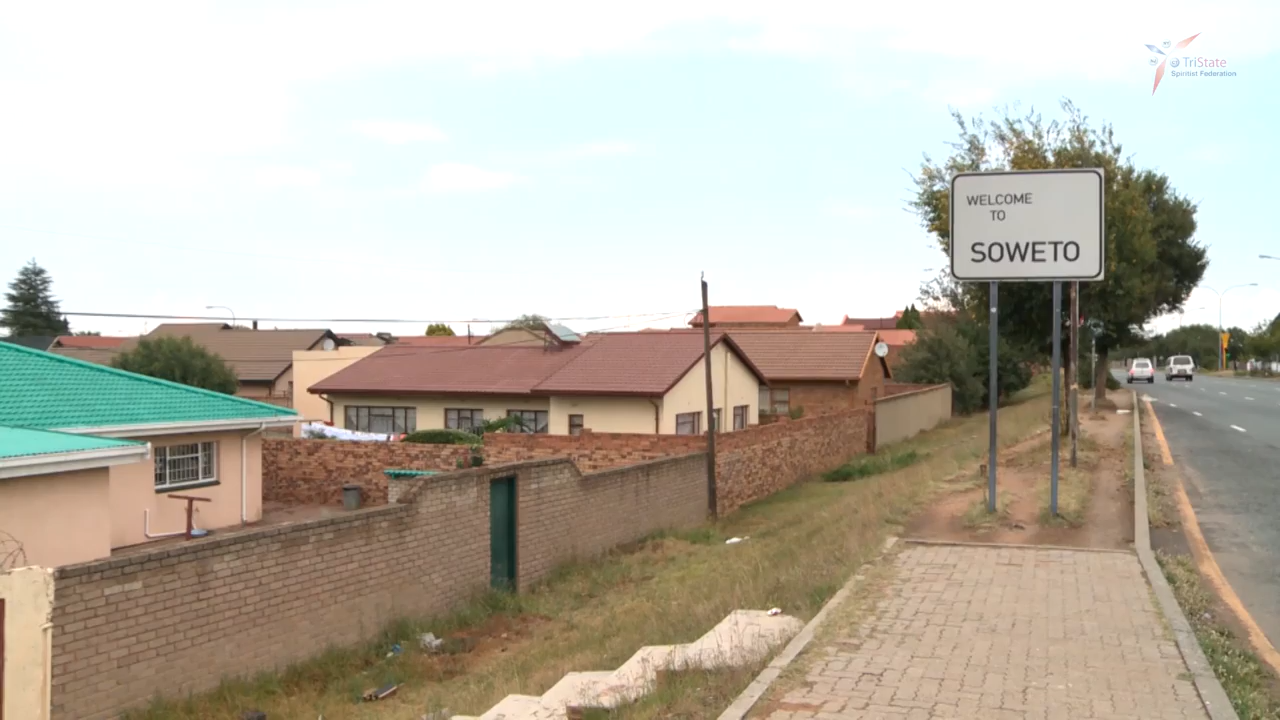 TriState
Spiritist Federation
WELCOME
TO
SOWETO